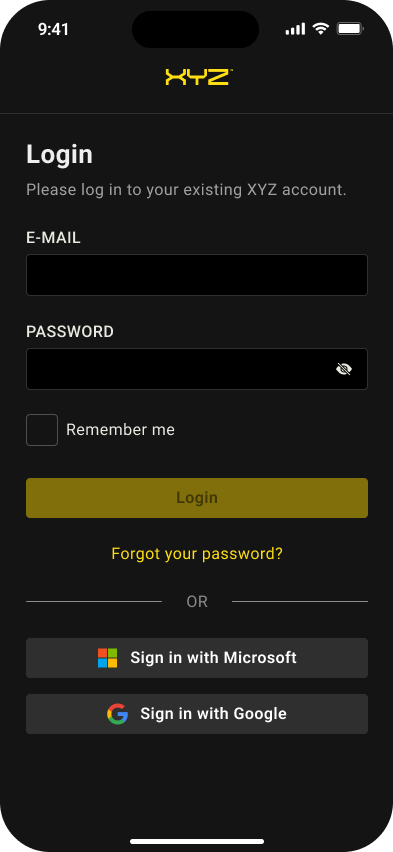 9:41
XYZ™
Login
Please log in to your existing XYZ account.
E-MAIL
PASSWORD
Remember me
Login
Forgot your password?
OR
Sign in with Microsoft
Sign in with Google